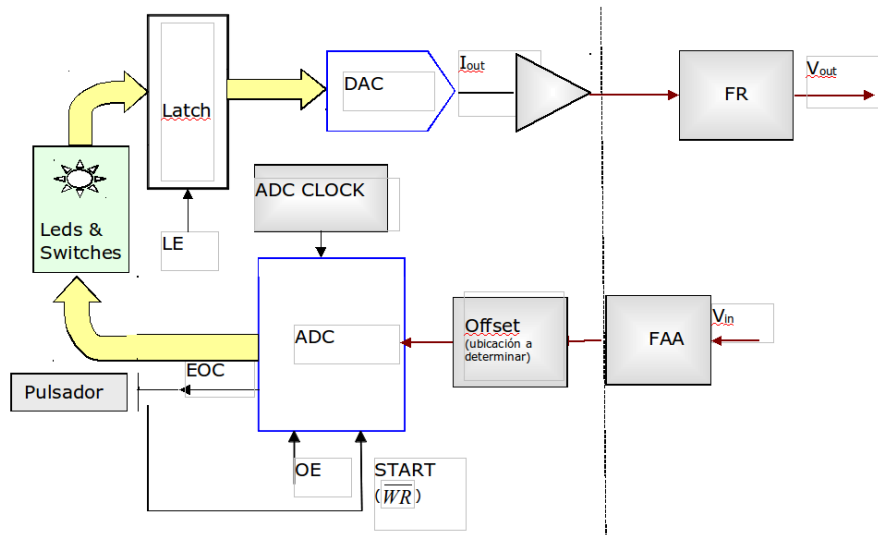 Latch
DAC
Iout
FR
Vout
Leds &
Switches
LE
ADC CLOCK
ADC
Offset
(ubicación a
determinar)
FAA
Vin
EOC
Pulsador
OE
START
(WR)